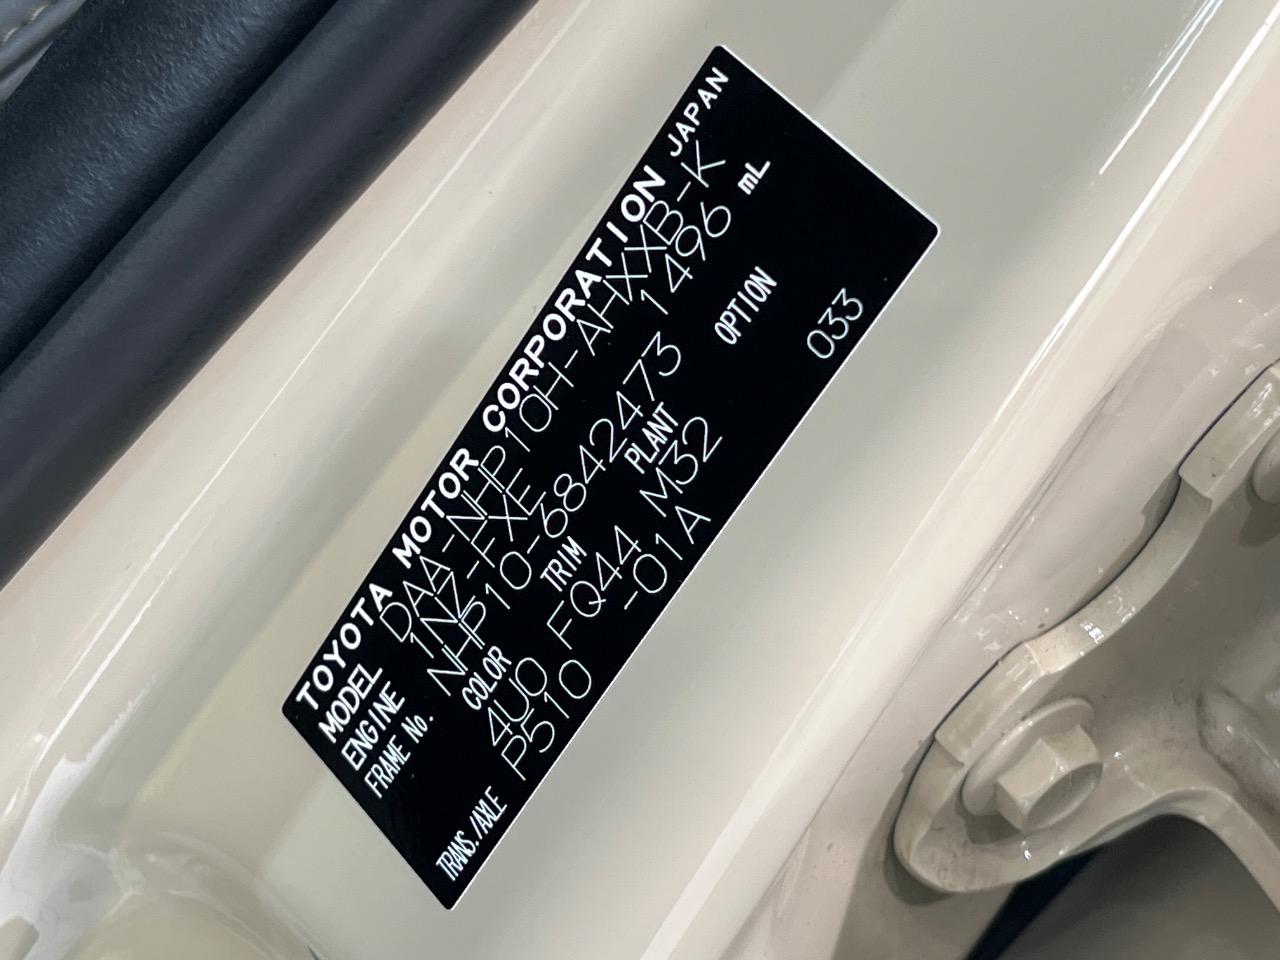 TOYOTA MOTOR CORPORATION JAPAN
MODEL DAA-NHP10H-AHXXB-K
ENGINE 1NZ-FXE 1496 mL
FRAME No. NHP10-6842473
COLOR TRIM PLANT OPTION
4U0 FQ44 M32 033
TRANS./AXLE P510 -01A